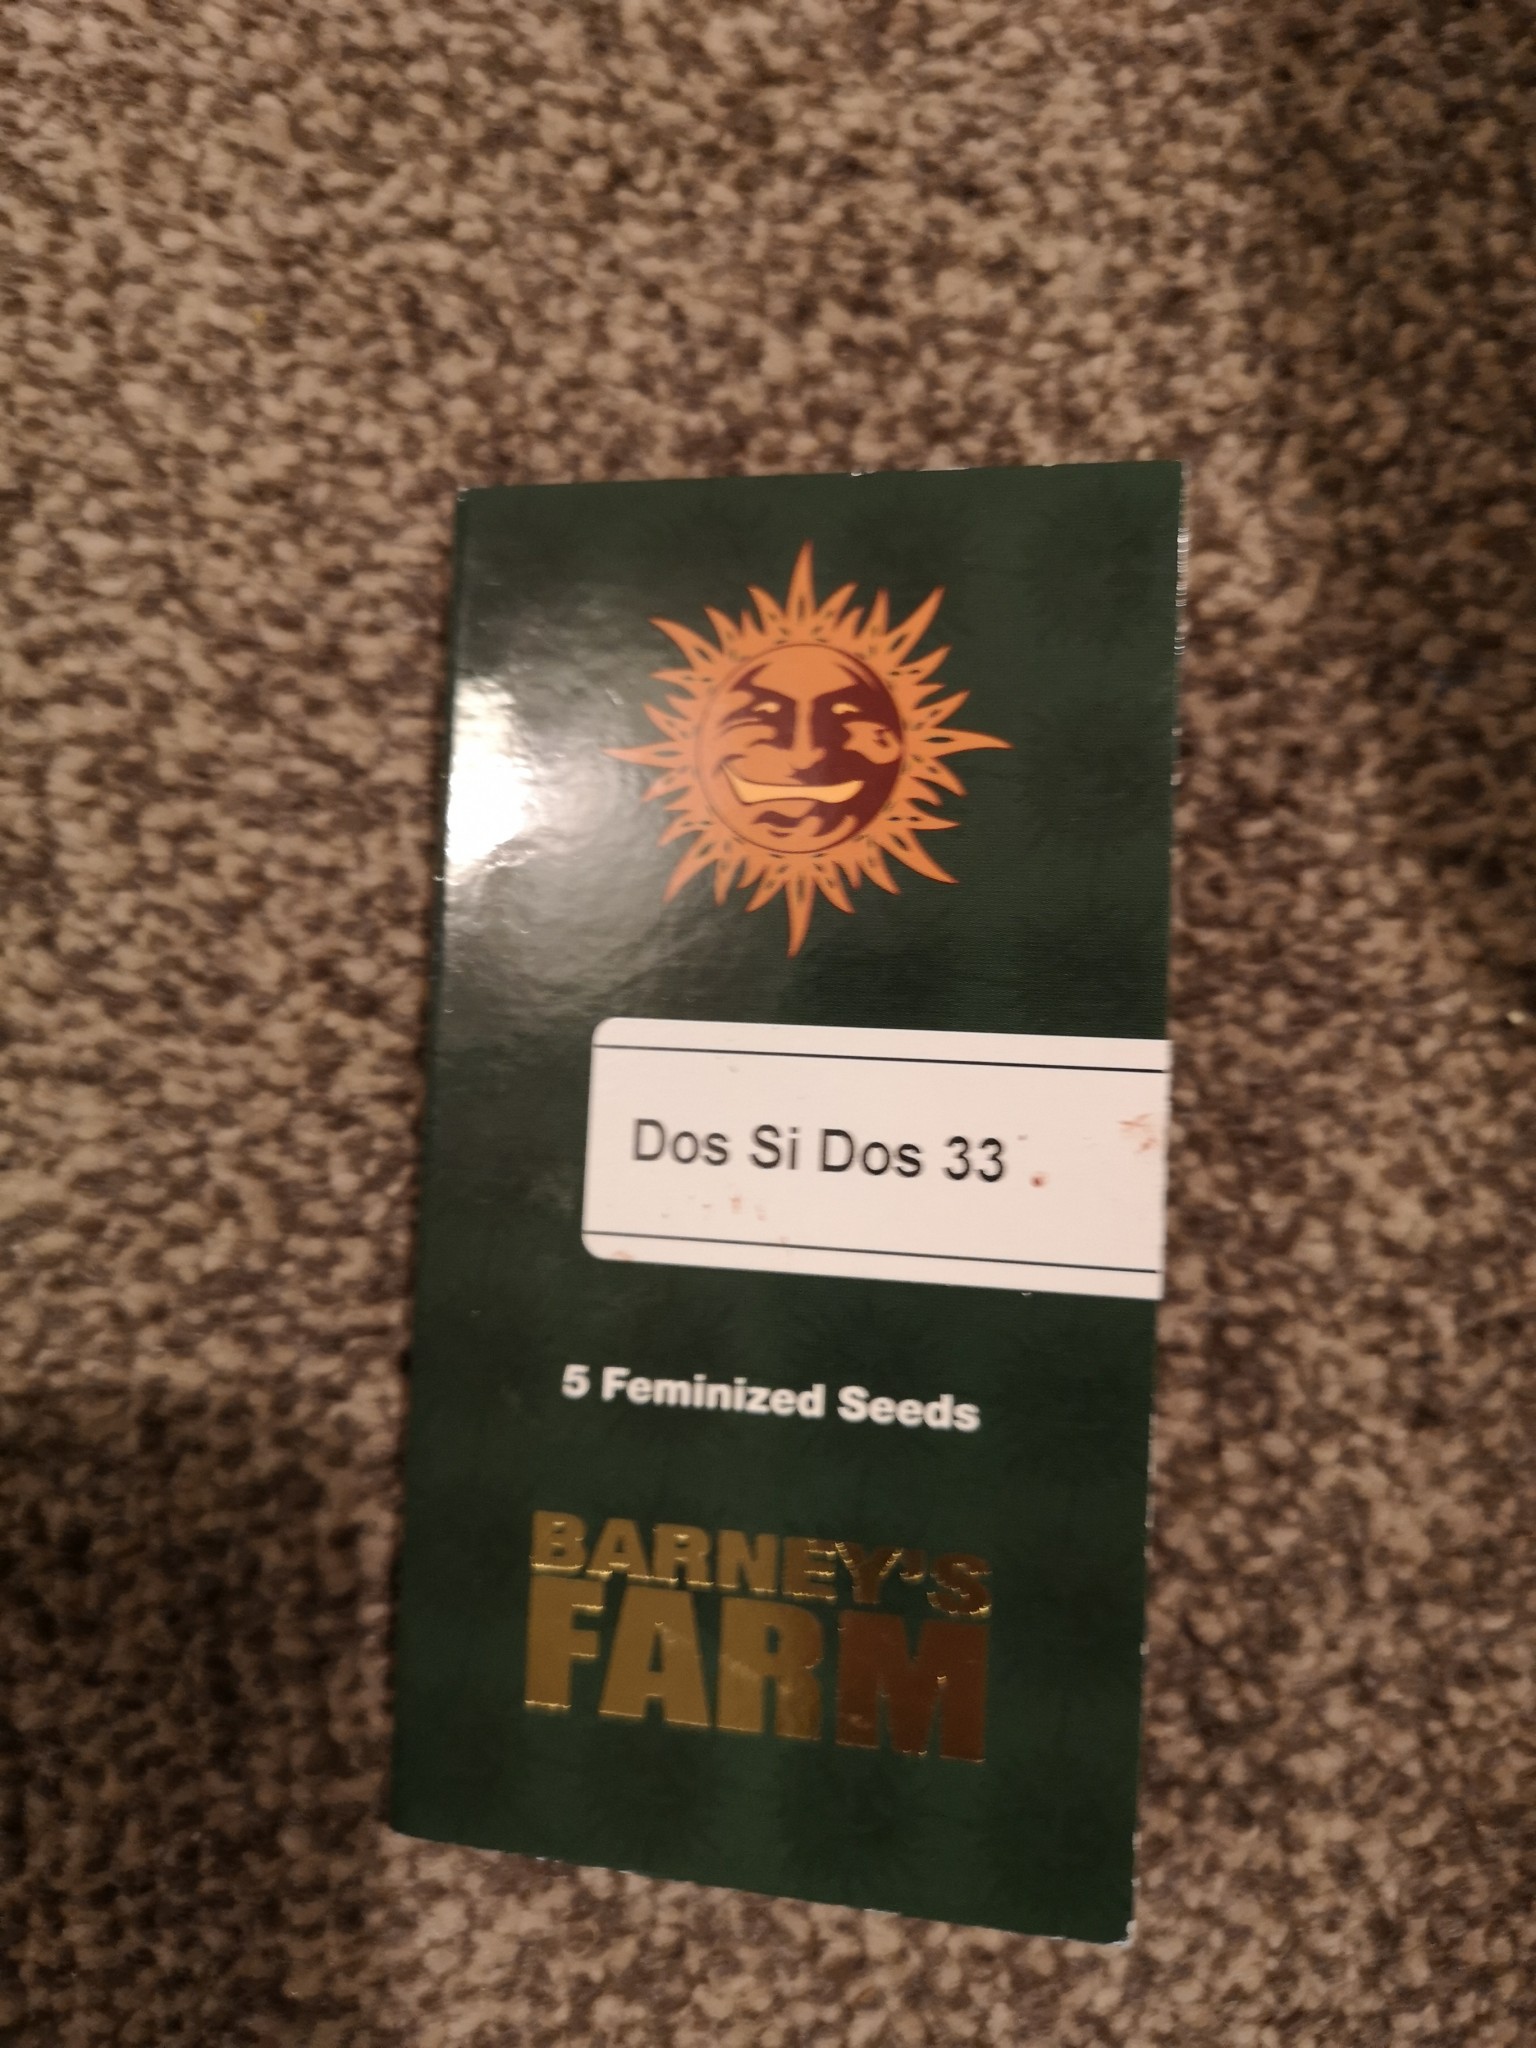 Dos Si Dos 33
5 Feminized Seeds
BARNEY'S
FARM